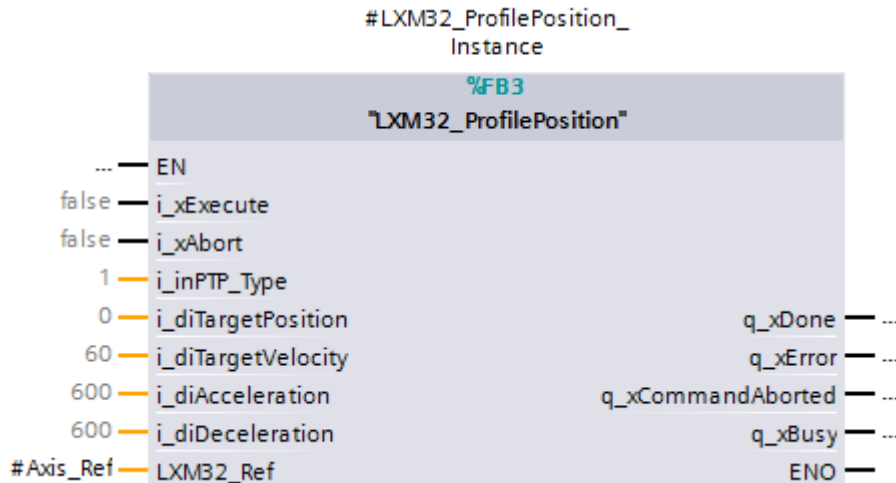 #LXM32_ProfilePosition_
Instance
%FB3
"LXM32_ProfilePosition"
... EN
false i_xExecute
false i_xAbort
1 i_inPTP_Type
0 i_diTargetPosition q_xDone ...
60 i_diTargetVelocity q_xError ...
600 i_diAcceleration q_xCommandAborted ...
600 i_diDeceleration q_xBusy ...
#Axis_Ref LXM32_Ref ENO